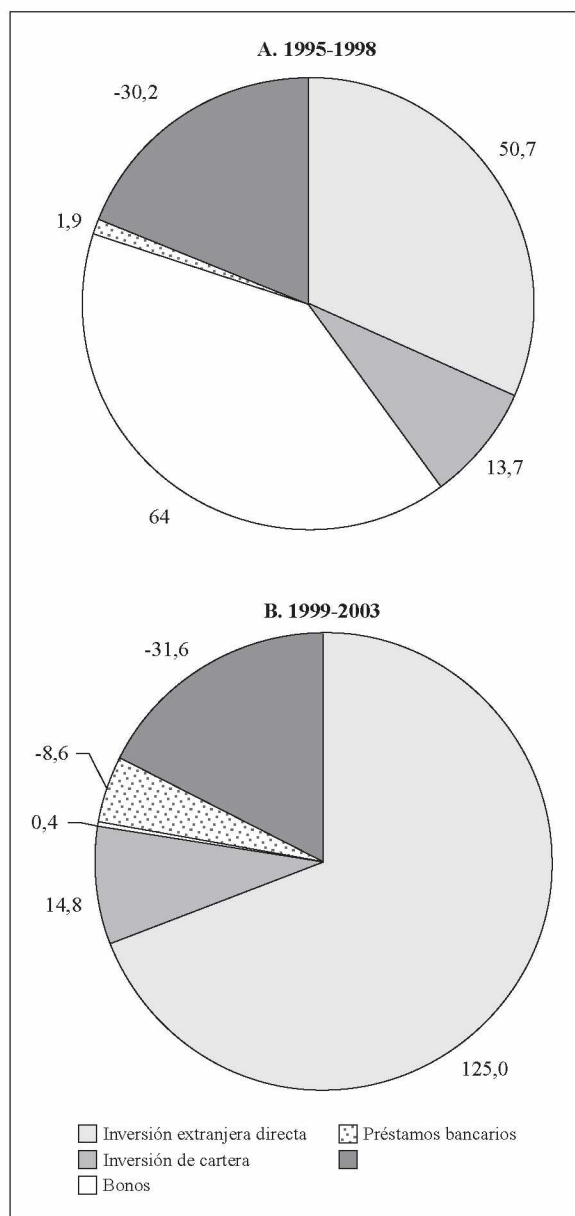 A. 1995-1998
-30,2
50,7
1,9
13,7
64
B. 1999-2003
-31,6
-8,6
0,4
14,8
125,0
Inversión extranjera directa
Préstamos bancarios
Inversión de cartera
Bonos